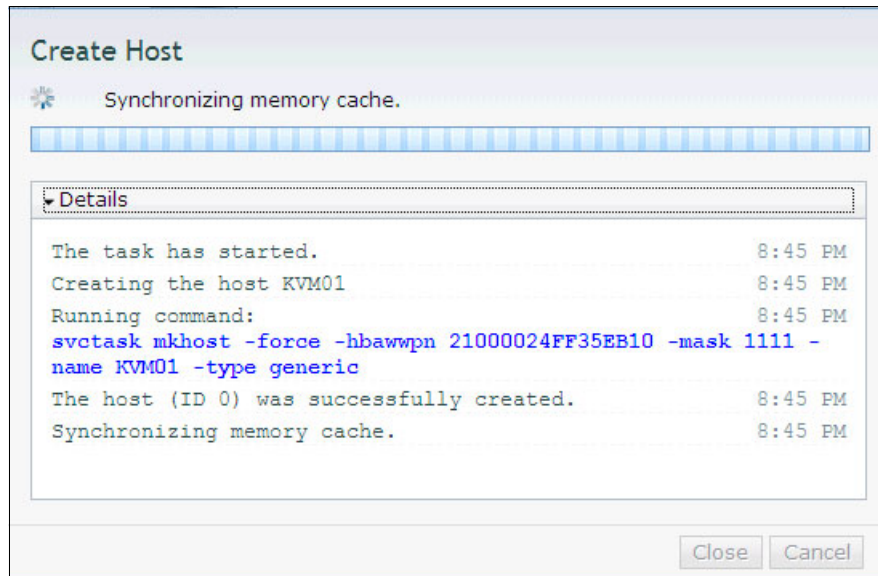 Create Host
Synchronizing memory cache.
Details
The task has started. 8:45 PM
Creating the host KVM01 8:45 PM
Running command: 8:45 PM
svctask mkhost -force -hbawwpn 21000024FF35EB10 -mask 1111 -
name KVM01 -type generic
The host (ID 0) was successfully created. 8:45 PM
Synchronizing memory cache. 8:45 PM
Close Cancel